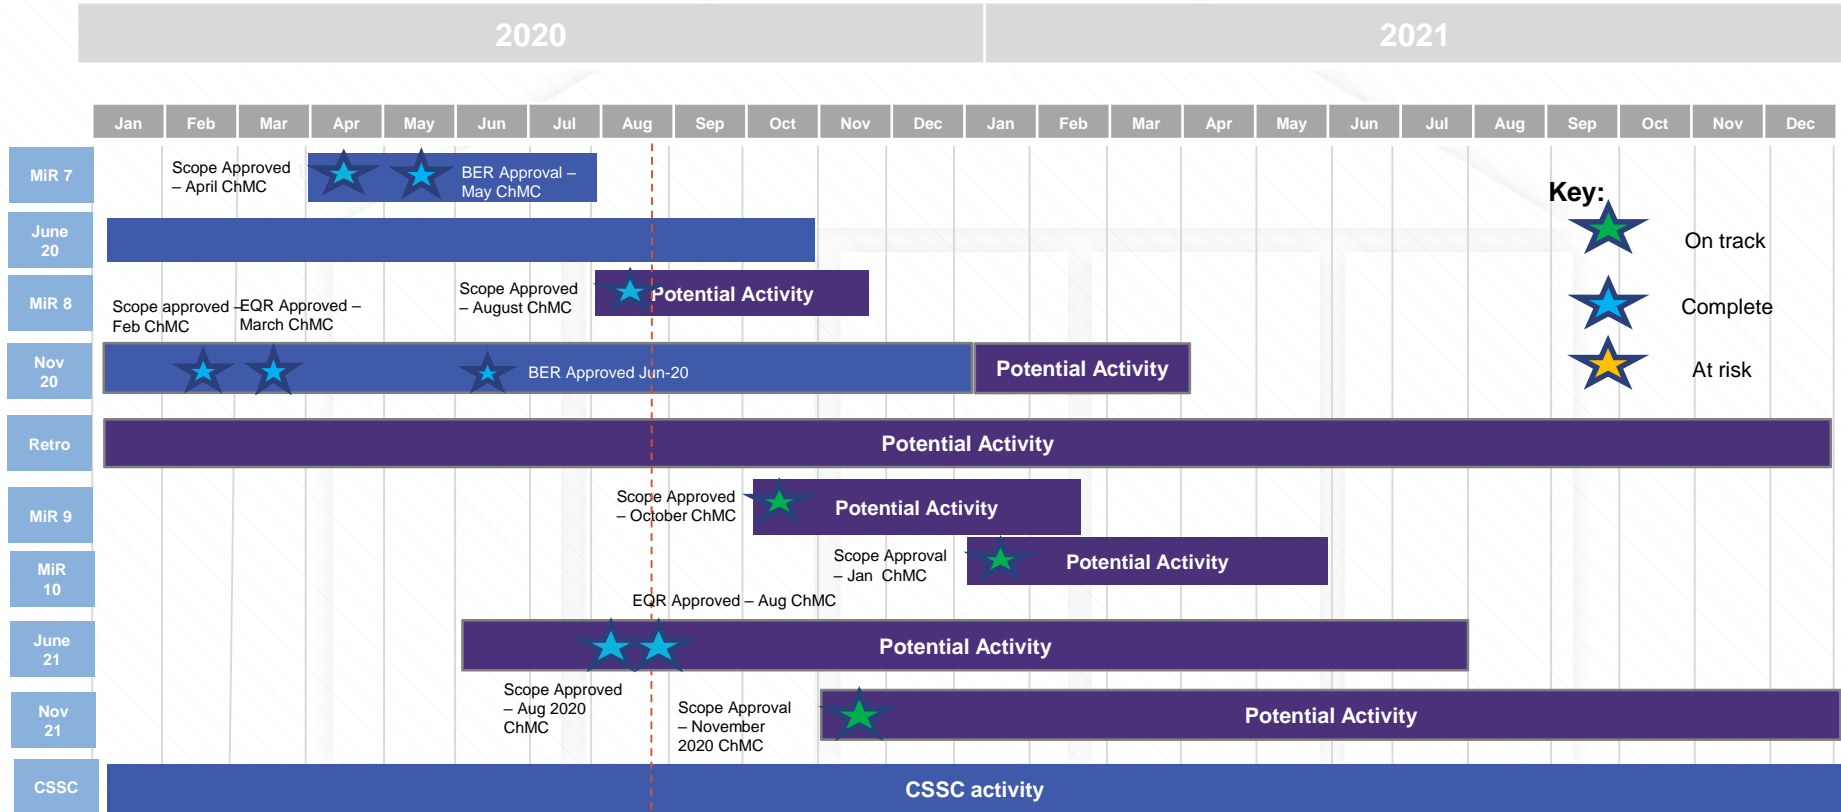 2020
2021
Jan Feb Mar Apr May Jun Jul Aug Sep Oct Nov Dec Jan Feb Mar Apr May Jun Jul Aug Sep Oct Nov Dec
MiR 7
Scope Approved
– April ChMC
BER Approval –
May ChMC
Key:
On track
Complete
At risk
June
20
MiR 8
Scope Approved
– August ChMC
Potential Activity
Scope approved –
Feb ChMC
EQR Approved –
March ChMC
Nov
20
BER Approved Jun-20
Potential Activity
Retro
Potential Activity
MiR 9
Scope Approved
– October ChMC
Potential Activity
MiR
10
Scope Approval
– Jan ChMC
Potential Activity
EQR Approved – Aug ChMC
June
21
Potential Activity
Scope Approved
– Aug 2020
ChMC
Nov
21
Scope Approval
– November
2020 ChMC
Potential Activity
CSSC
CSSC activity